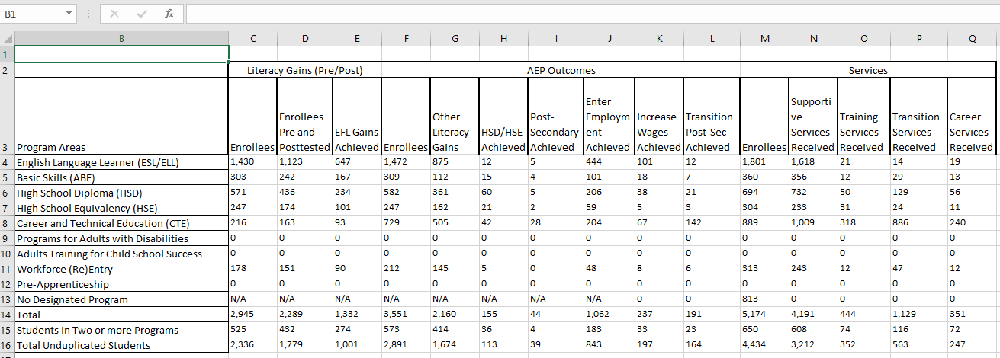 B1 fx
B C D E F G H I J K L M N O P Q
1
2 Literacy Gains (Pre/Post) AEP Outcomes Services
3 Program Areas Enrollees Enrollees Pre and Posttested EFL Gains Achieved Enrollees Other Literacy Gains HSD/HSE Achieved Post-Secondary Achieved Enter Employment Achieved Increase Wages Achieved Transition Post-Sec Achieved Enrollees Supportive Services Received Training Services Received Transition Services Received Career Services Received
4 English Language Learner (ESL/ELL) 1,430 1,123 647 1,472 875 12 5 444 101 12 1,801 1,618 21 14 19
5 Basic Skills (ABE) 303 242 167 309 112 15 4 101 18 7 360 356 12 29 13
6 High School Diploma (HSD) 571 436 234 582 361 60 5 206 38 21 694 732 50 129 56
7 High School Equivalency (HSE) 247 174 101 247 162 21 2 59 5 3 304 233 31 24 11
8 Career and Technical Education (CTE) 216 163 93 729 505 42 28 204 67 142 889 1,009 318 886 240
9 Programs for Adults with Disabilities 0 0 0 0 0 0 0 0 0 0 0 0 0 0 0
10 Adults Training for Child School Success 0 0 0 0 0 0 0 0 0 0 0 0 0 0 0
11 Workforce (Re)Entry 178 151 90 212 145 5 0 48 8 6 313 243 12 47 12
12 Pre-Apprenticeship 0 0 0 0 0 0 0 0 0 0 0 0 0 0 0
13 No Designated Program N/A N/A N/A N/A N/A N/A N/A N/A 0 0 813 0 0 0 0
14 Total 2,945 2,289 1,332 3,551 2,160 155 44 1,062 237 191 5,174 4,191 444 1,129 351
15 Students in Two or more Programs 525 432 274 573 414 36 4 183 33 23 650 608 74 116 72
16 Total Unduplicated Students 2,336 1,779 1,001 2,891 1,674 113 39 843 197 164 4,434 3,212 352 563 247